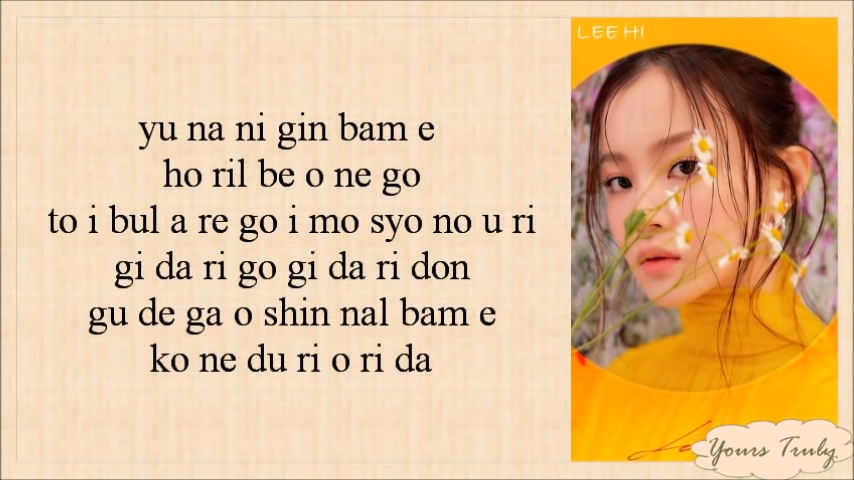 LEE HI
yu na ni gin bam e
ho ril be o ne go
to i bul a re go i mo syo no u ri
gi da ri go gi da ri don
gu de ga o shin nal bam e
ko ne du ri o ri da
Yours Truly